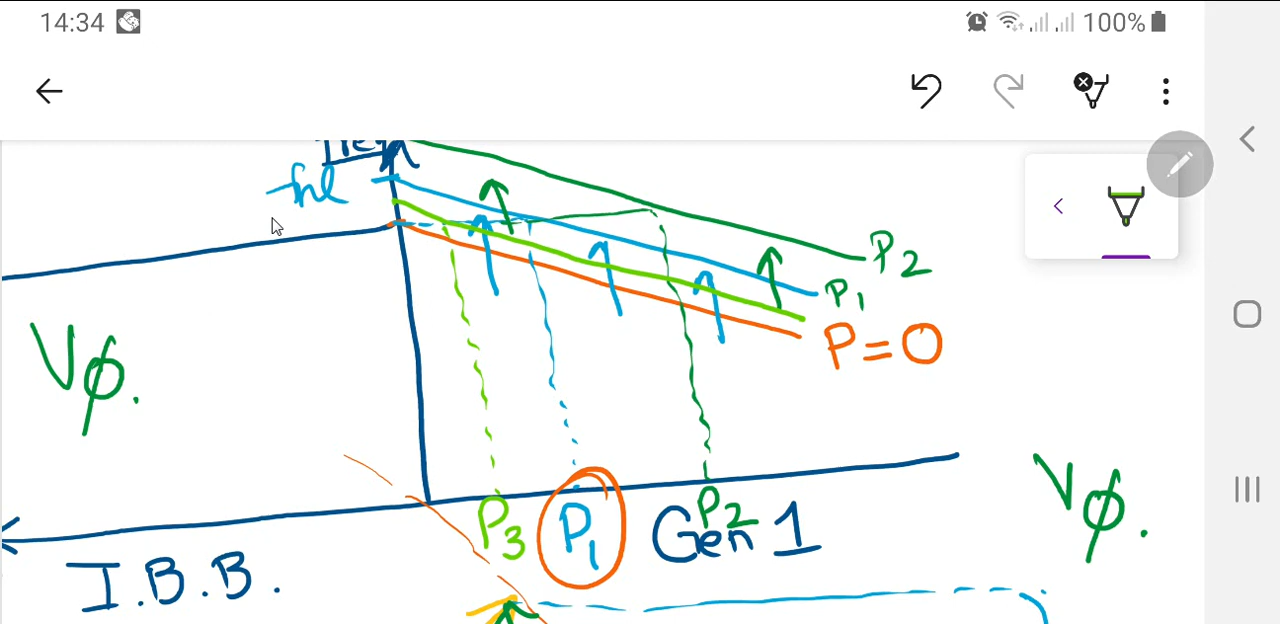 14:34 100%
fnl
P2
P1
P=0
Vφ.
Vφ.
P3 P1 P2
Gen 1
I.B.B.